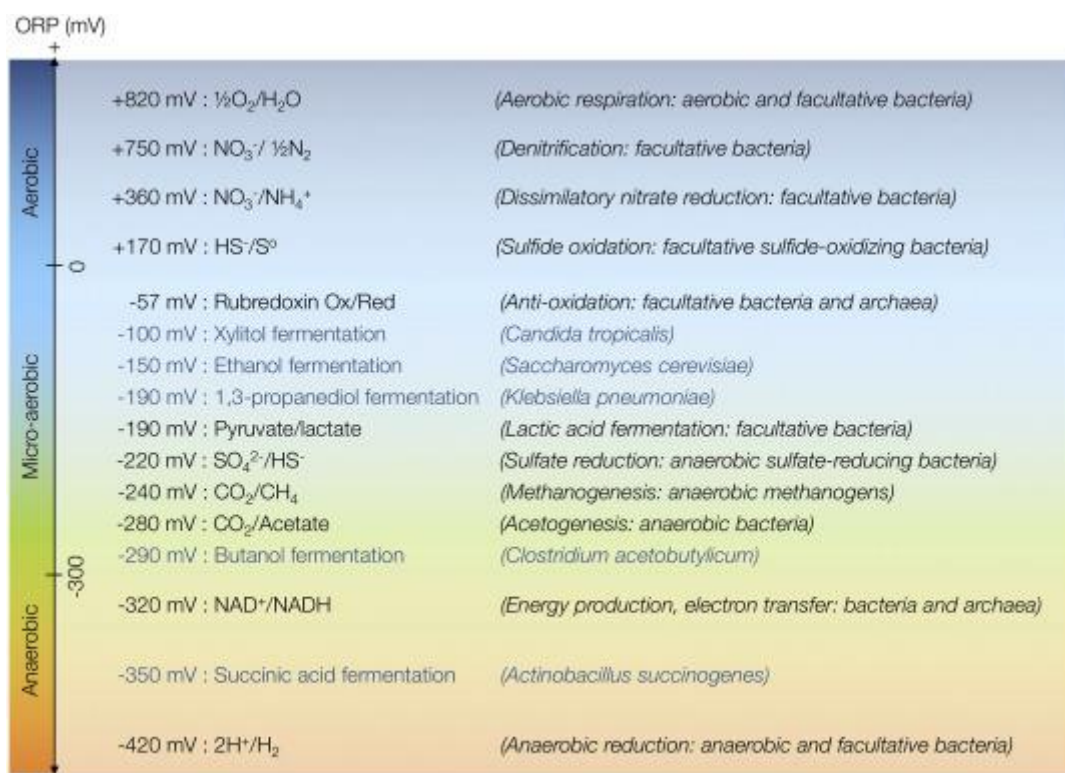 ORP (mV)
+
+820 mV : ½O₂/H₂O (Aerobic respiration: aerobic and facultative bacteria)
+750 mV : NO₃⁻/ ½N₂ (Denitrification: facultative bacteria)
+360 mV : NO₃⁻/NH₄⁺ (Dissimilatory nitrate reduction: facultative bacteria)
+170 mV : HS⁻/S⁰ (Sulfide oxidation: facultative sulfide-oxidizing bacteria)
-57 mV : Rubredoxin Ox/Red (Anti-oxidation: facultative bacteria and archaea)
-100 mV : Xylitol fermentation (Candida tropicalis)
-150 mV : Ethanol fermentation (Saccharomyces cerevisiae)
-190 mV : 1,3-propanediol fermentation (Klebsiella pneumoniae)
-190 mV : Pyruvate/lactate (Lactic acid fermentation: facultative bacteria)
-220 mV : SO₄²⁻/HS⁻ (Sulfate reduction: anaerobic sulfate-reducing bacteria)
-240 mV : CO₂/CH₄ (Methanogenesis: anaerobic methanogens)
-280 mV : CO₂/Acetate (Acetogenesis: anaerobic bacteria)
-290 mV : Butanol fermentation (Clostridium acetobutylicum)
-320 mV : NAD⁺/NADH (Energy production, electron transfer: bacteria and archaea)
-350 mV : Succinic acid fermentation (Actinobacillus succinogenes)
-420 mV : 2H⁺/H₂ (Anaerobic reduction: anaerobic and facultative bacteria)
Aerobic
Micro-aerobic
Anaerobic
0
-300